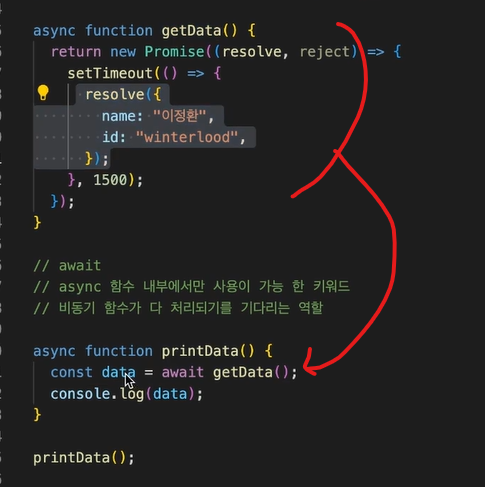 async function getData() {
return new Promise((resolve, reject) => {
setTimeout(() => {
resolve({
name: "이정환",
id: "winterlood",
});
}, 1500);
});
}
// await
// async 함수 내부에서만 사용이 가능 한 키워드
// 비동기 함수가 다 처리되기를 기다리는 역할
async function printData() {
const data = await getData();
console.log(data);
}
printData();